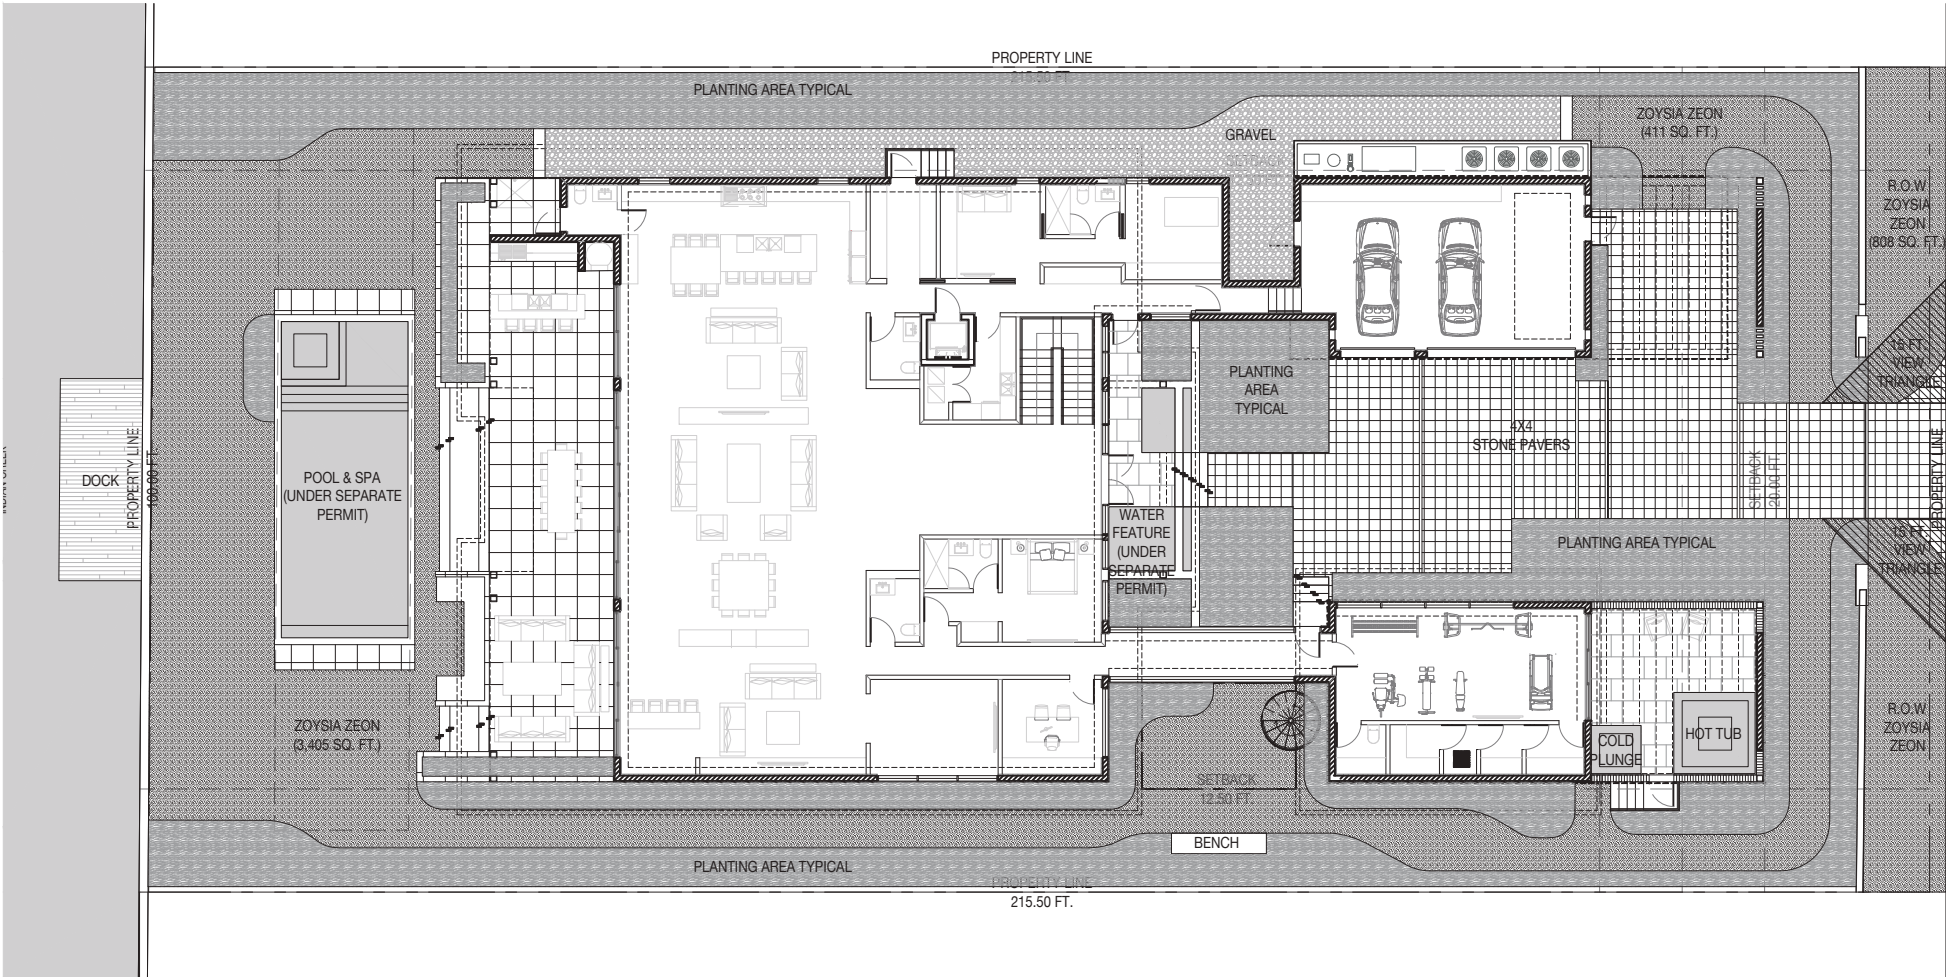 PROPERTY LINE
215.50 FT.
PLANTING AREA TYPICAL
GRAVEL
SETBACK
ZOYSIA ZEON
(411 SQ. FT.)
R.O.W
ZOYSIA
ZEON
(808 SQ. FT.)
15 FT.
VIEW
TRIANGLE
PLANTING
AREA
TYPICAL
4X4
STONE PAVERS
SETBACK
20.00 FT.
PROPERTY LINE
DOCK
PROPERTY LINE
100.00 FT.
POOL & SPA
(UNDER SEPARATE
PERMIT)
WATER
FEATURE
(UNDER
SEPARATE
PERMIT)
PLANTING AREA TYPICAL
15 FT.
VIEW
TRIANGLE
ZOYSIA ZEON
(3,405 SQ. FT.)
R.O.W
ZOYSIA
ZEON
COLD
PLUNGE
HOT TUB
SETBACK
12.50 FT.
BENCH
PLANTING AREA TYPICAL
PROPERTY LINE
215.50 FT.